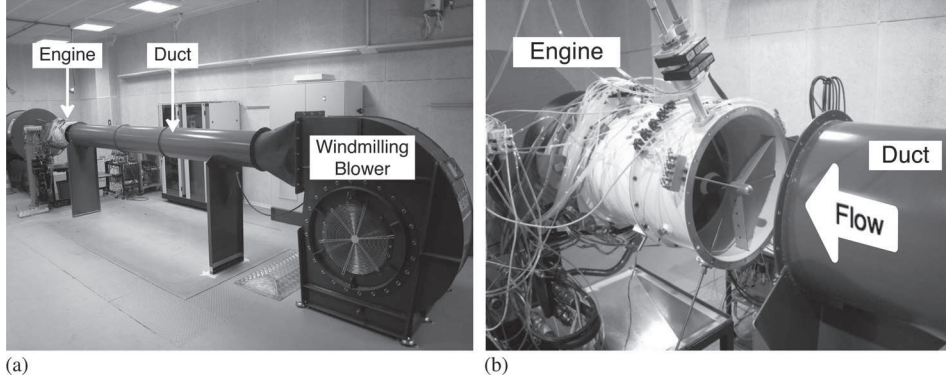 Engine
Duct
Windmilling
Blower
(a)
Engine
Duct
Flow
(b)